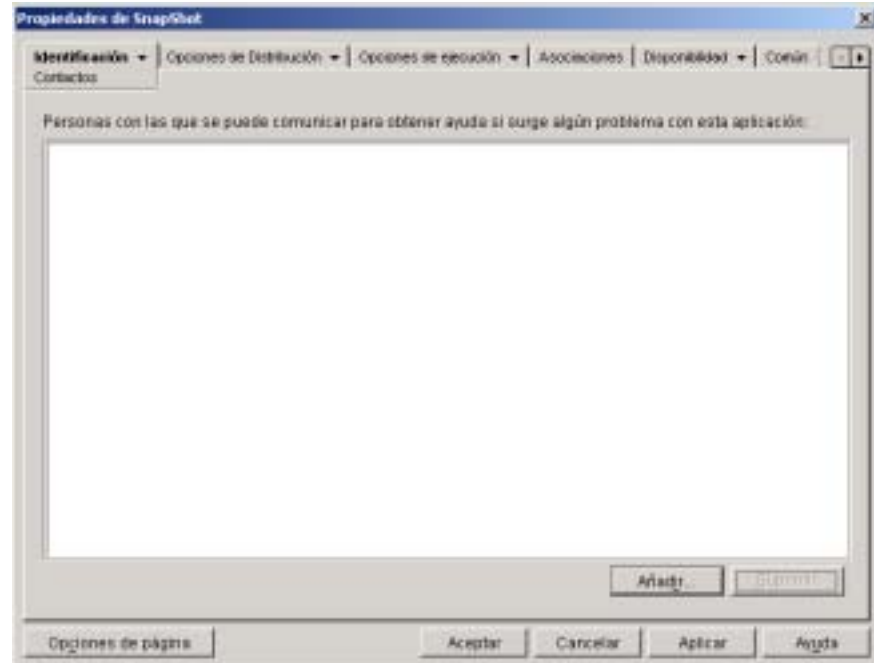 Propiedades de SnapShot
Identificación Opciones de Distribución Opciones de ejecución Asociaciones Disponibilidad Común
Contactos
Personas con las que se puede comunicar para obtener ayuda si surge algún problema con esta aplicación:
Añadir...
Suprimir
Opciones de página Aceptar Cancelar Aplicar Ayuda